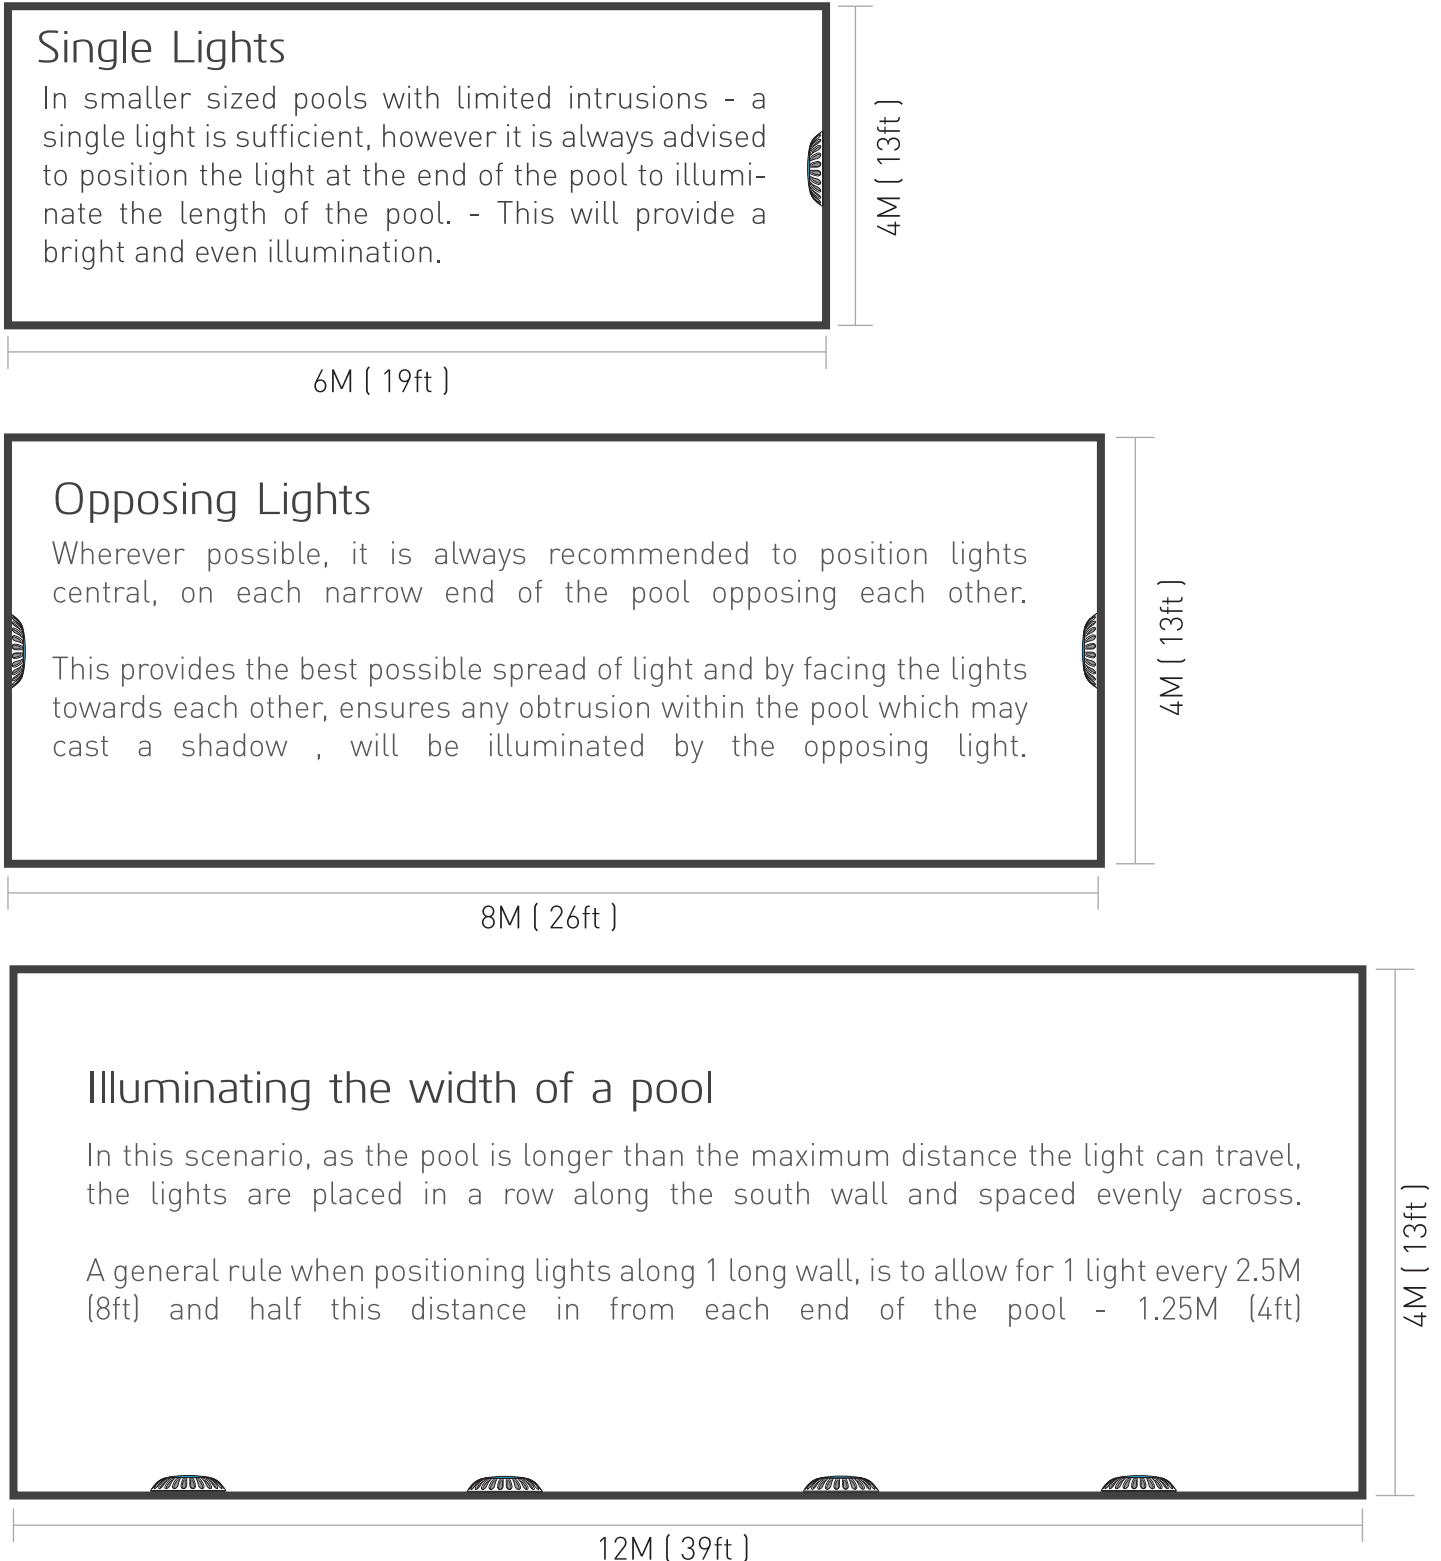 Single Lights
In smaller sized pools with limited intrusions - a
single light is sufficient, however it is always advised
to position the light at the end of the pool to illumi-
nate the length of the pool. - This will provide a
bright and even illumination.
4M ( 13ft )
6M ( 19ft )
Opposing Lights
Wherever possible, it is always recommended to position lights
central, on each narrow end of the pool opposing each other.
This provides the best possible spread of light and by facing the lights
towards each other, ensures any obtrusion within the pool which may
cast a shadow , will be illuminated by the opposing light.
4M ( 13ft )
8M ( 26ft )
Illuminating the width of a pool
In this scenario, as the pool is longer than the maximum distance the light can travel,
the lights are placed in a row along the south wall and spaced evenly across.
A general rule when positioning lights along 1 long wall, is to allow for 1 light every 2.5M
(8ft) and half this distance in from each end of the pool - 1.25M (4ft)
4M ( 13ft )
12M ( 39ft )